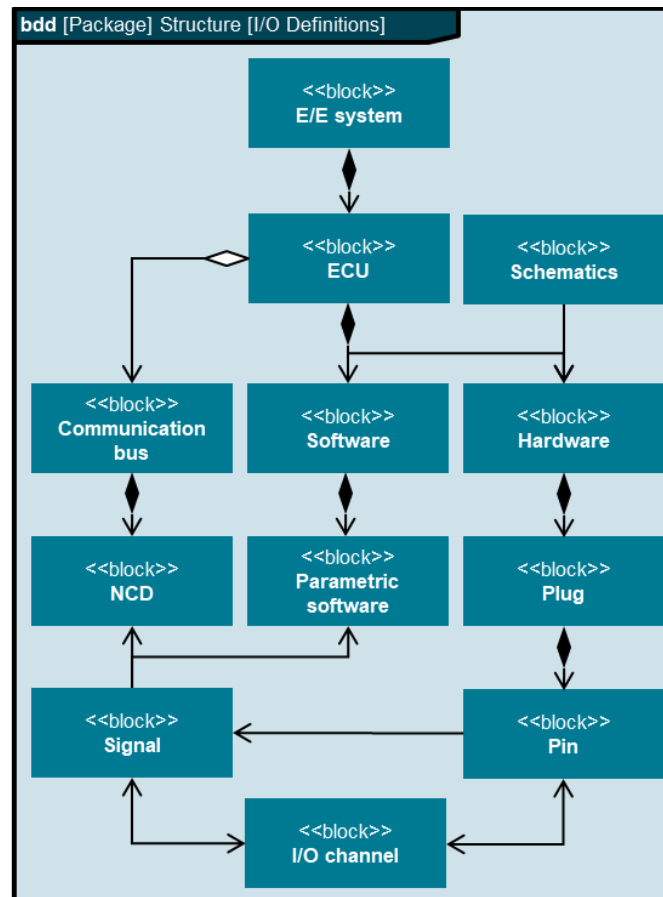 bdd [Package] Structure [I/O Definitions]
<<block>>
E/E system
<<block>>
ECU
<<block>>
Schematics
<<block>>
Communication
bus
<<block>>
Software
<<block>>
Hardware
<<block>>
NCD
<<block>>
Parametric
software
<<block>>
Plug
<<block>>
Signal
<<block>>
Pin
<<block>>
I/O channel